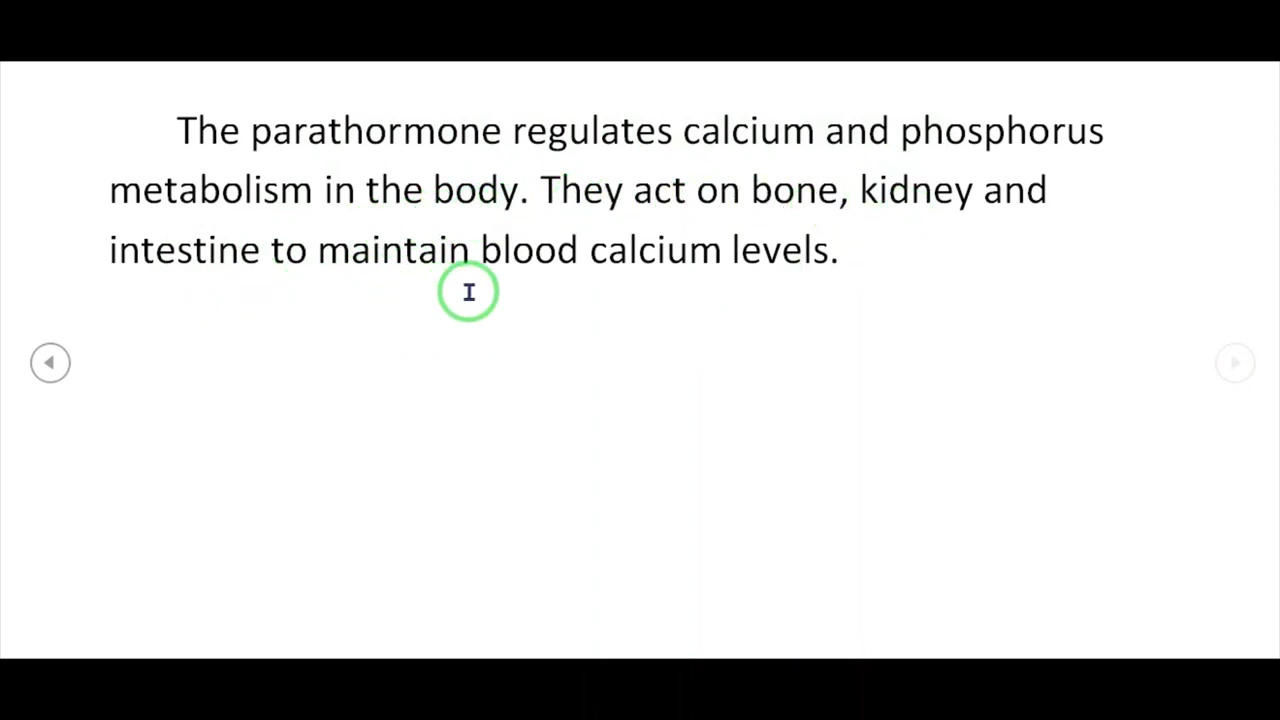 The parathormone regulates calcium and phosphorus
metabolism in the body. They act on bone, kidney and
intestine to maintain blood calcium levels.